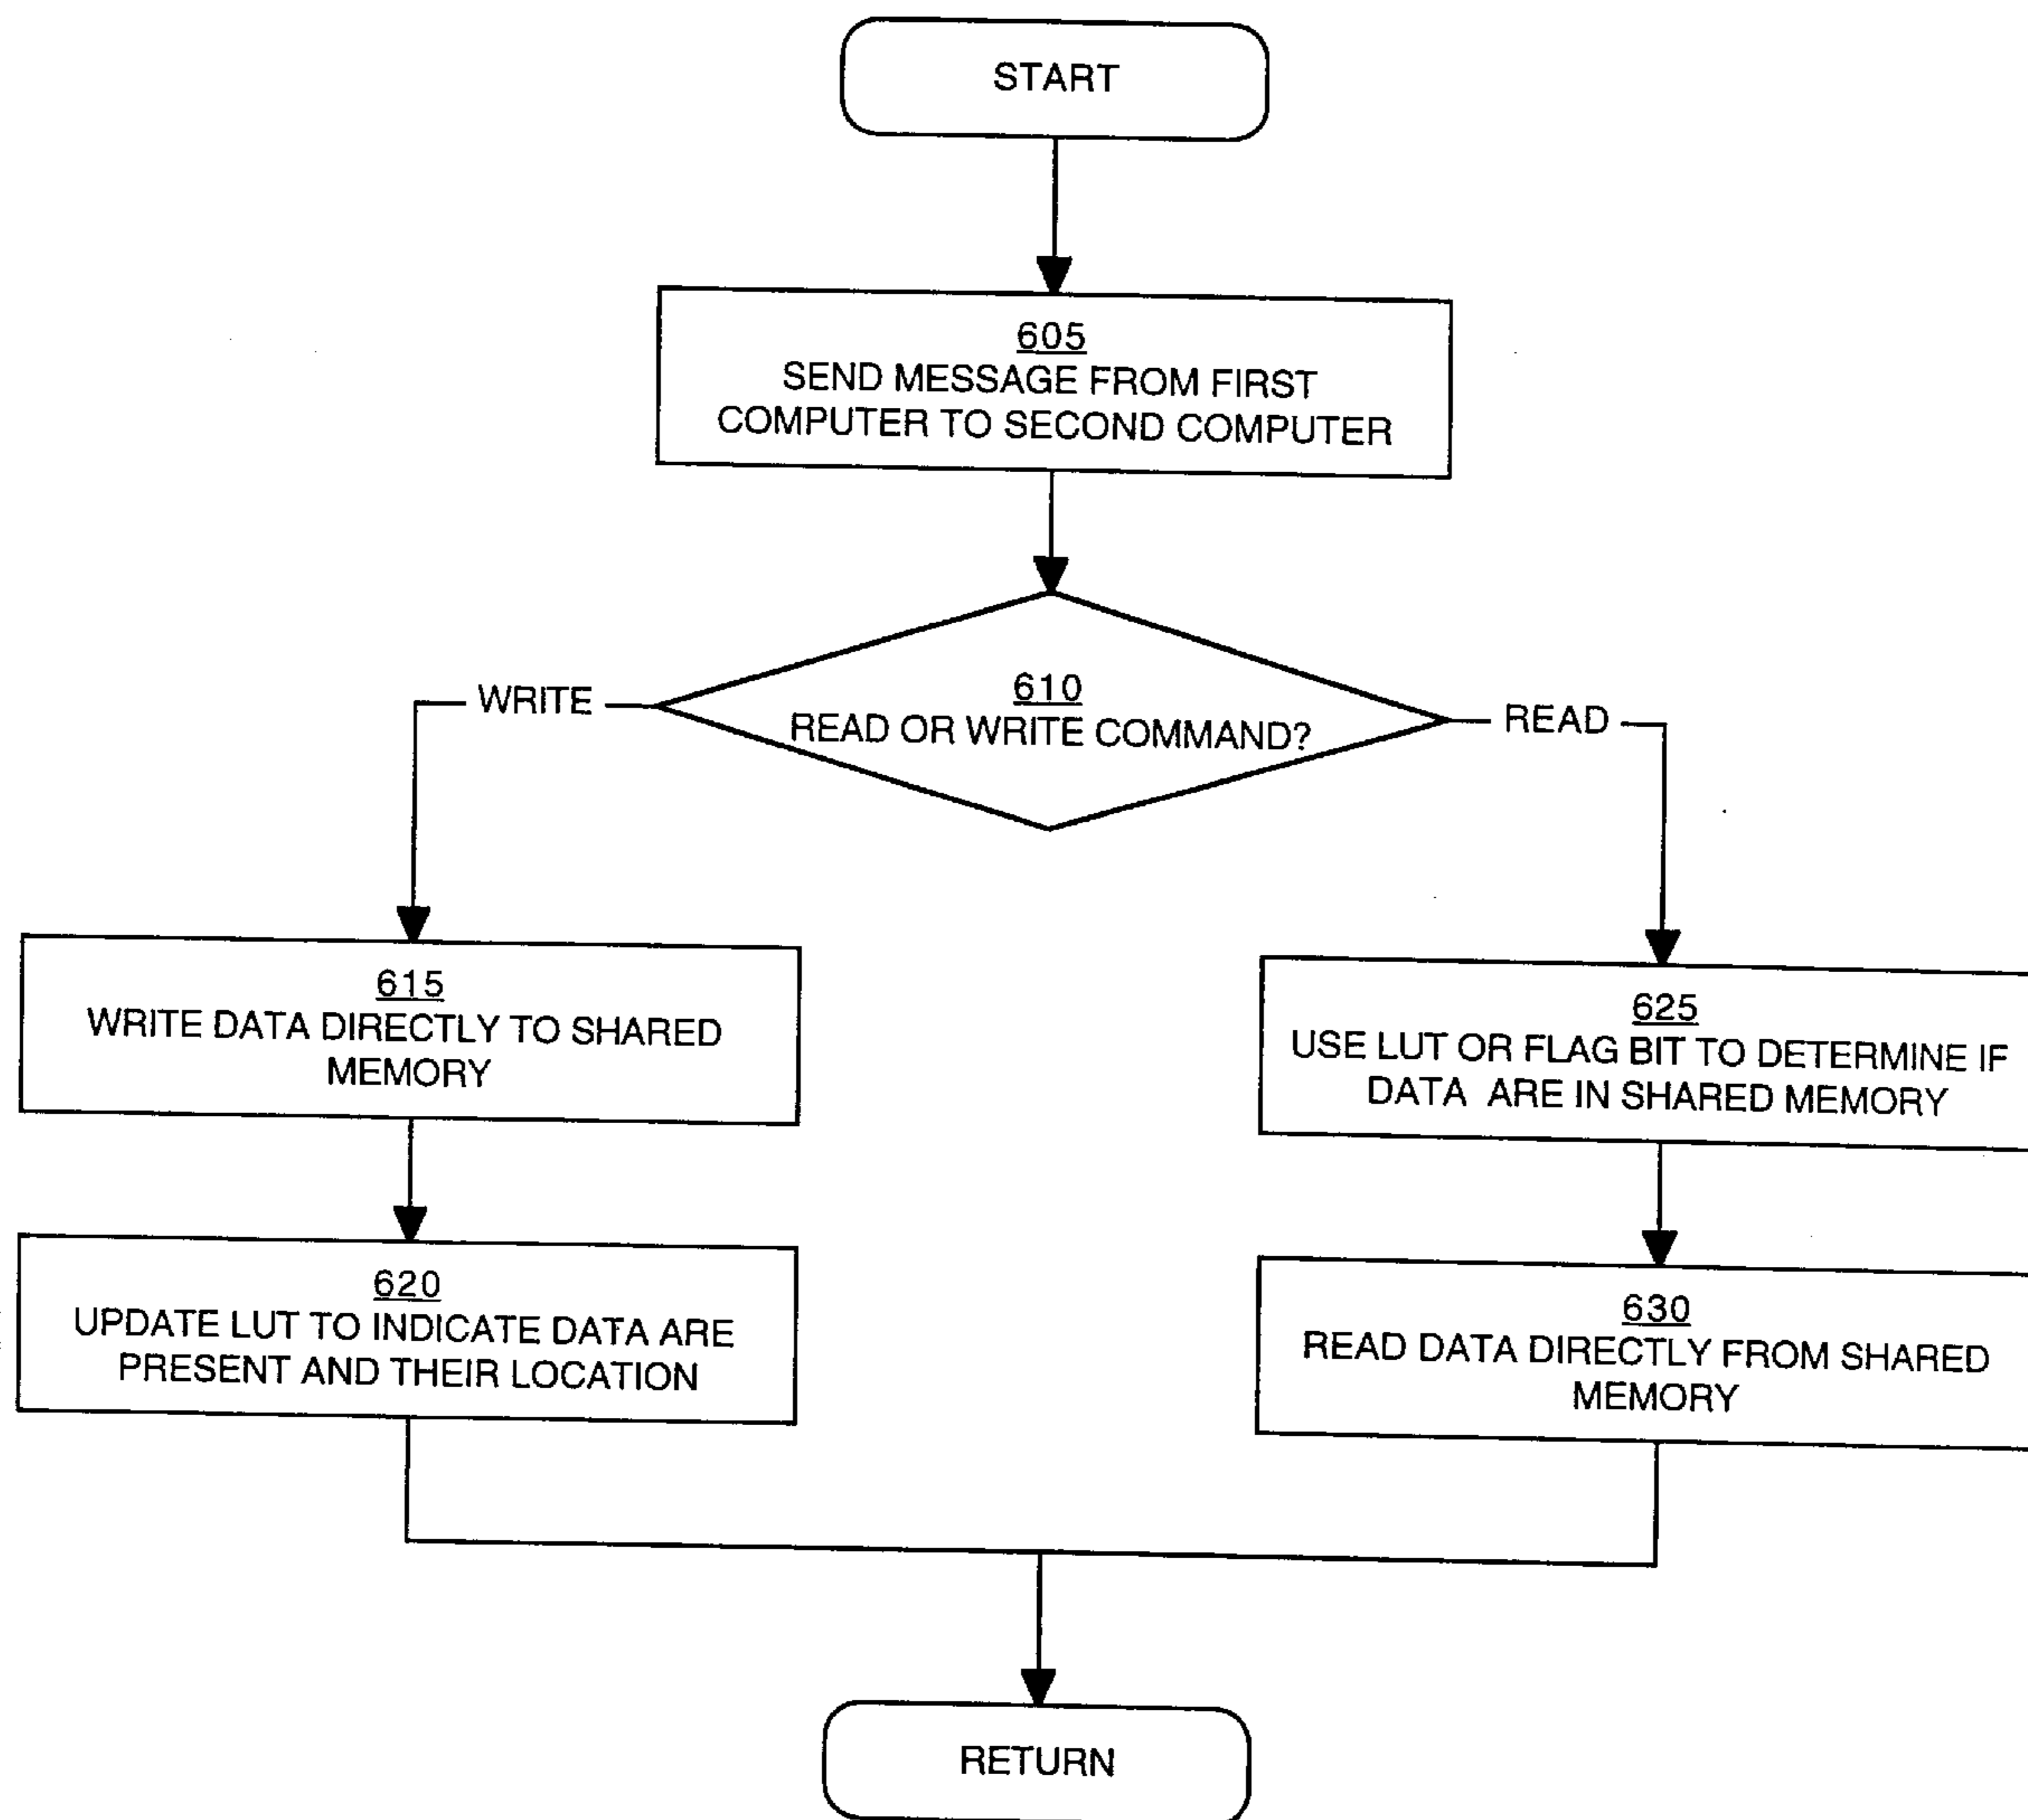 START
605
SEND MESSAGE FROM FIRST
COMPUTER TO SECOND COMPUTER
610
READ OR WRITE COMMAND?
WRITE
READ
615
WRITE DATA DIRECTLY TO SHARED
MEMORY
620
UPDATE LUT TO INDICATE DATA ARE
PRESENT AND THEIR LOCATION
625
USE LUT OR FLAG BIT TO DETERMINE IF
DATA ARE IN SHARED MEMORY
630
READ DATA DIRECTLY FROM SHARED
MEMORY
RETURN